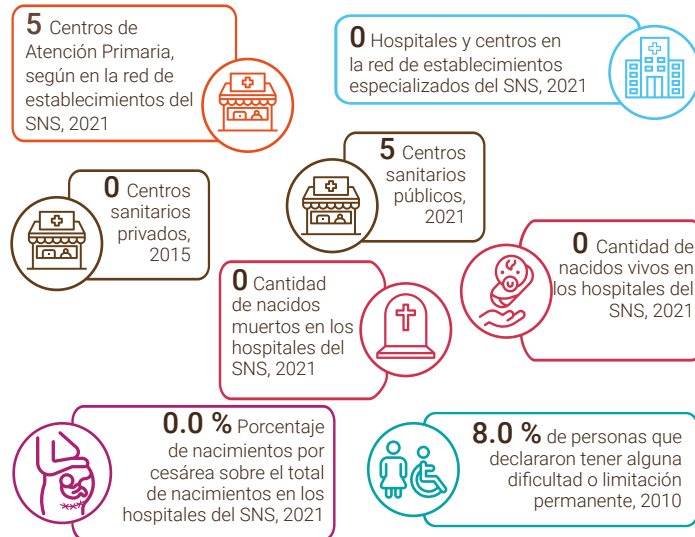 5 Centros de
Atención Primaria,
según en la red de
establecimientos del
SNS, 2021
0 Hospitales y centros en
la red de establecimientos
especializados del SNS, 2021
0 Centros
sanitarios
privados,
2015
5 Centros
sanitarios
públicos,
2021
0 Cantidad
de nacidos
muertos en los
hospitales del
SNS, 2021
0 Cantidad de
nacidos vivos en
los hospitales del
SNS, 2021
0.0 % Porcentaje
de nacimientos por
cesárea sobre el total
de nacimientos en los
hospitales del SNS, 2021
8.0 % de personas que
declararon tener alguna
dificultad o limitación
permanente, 2010